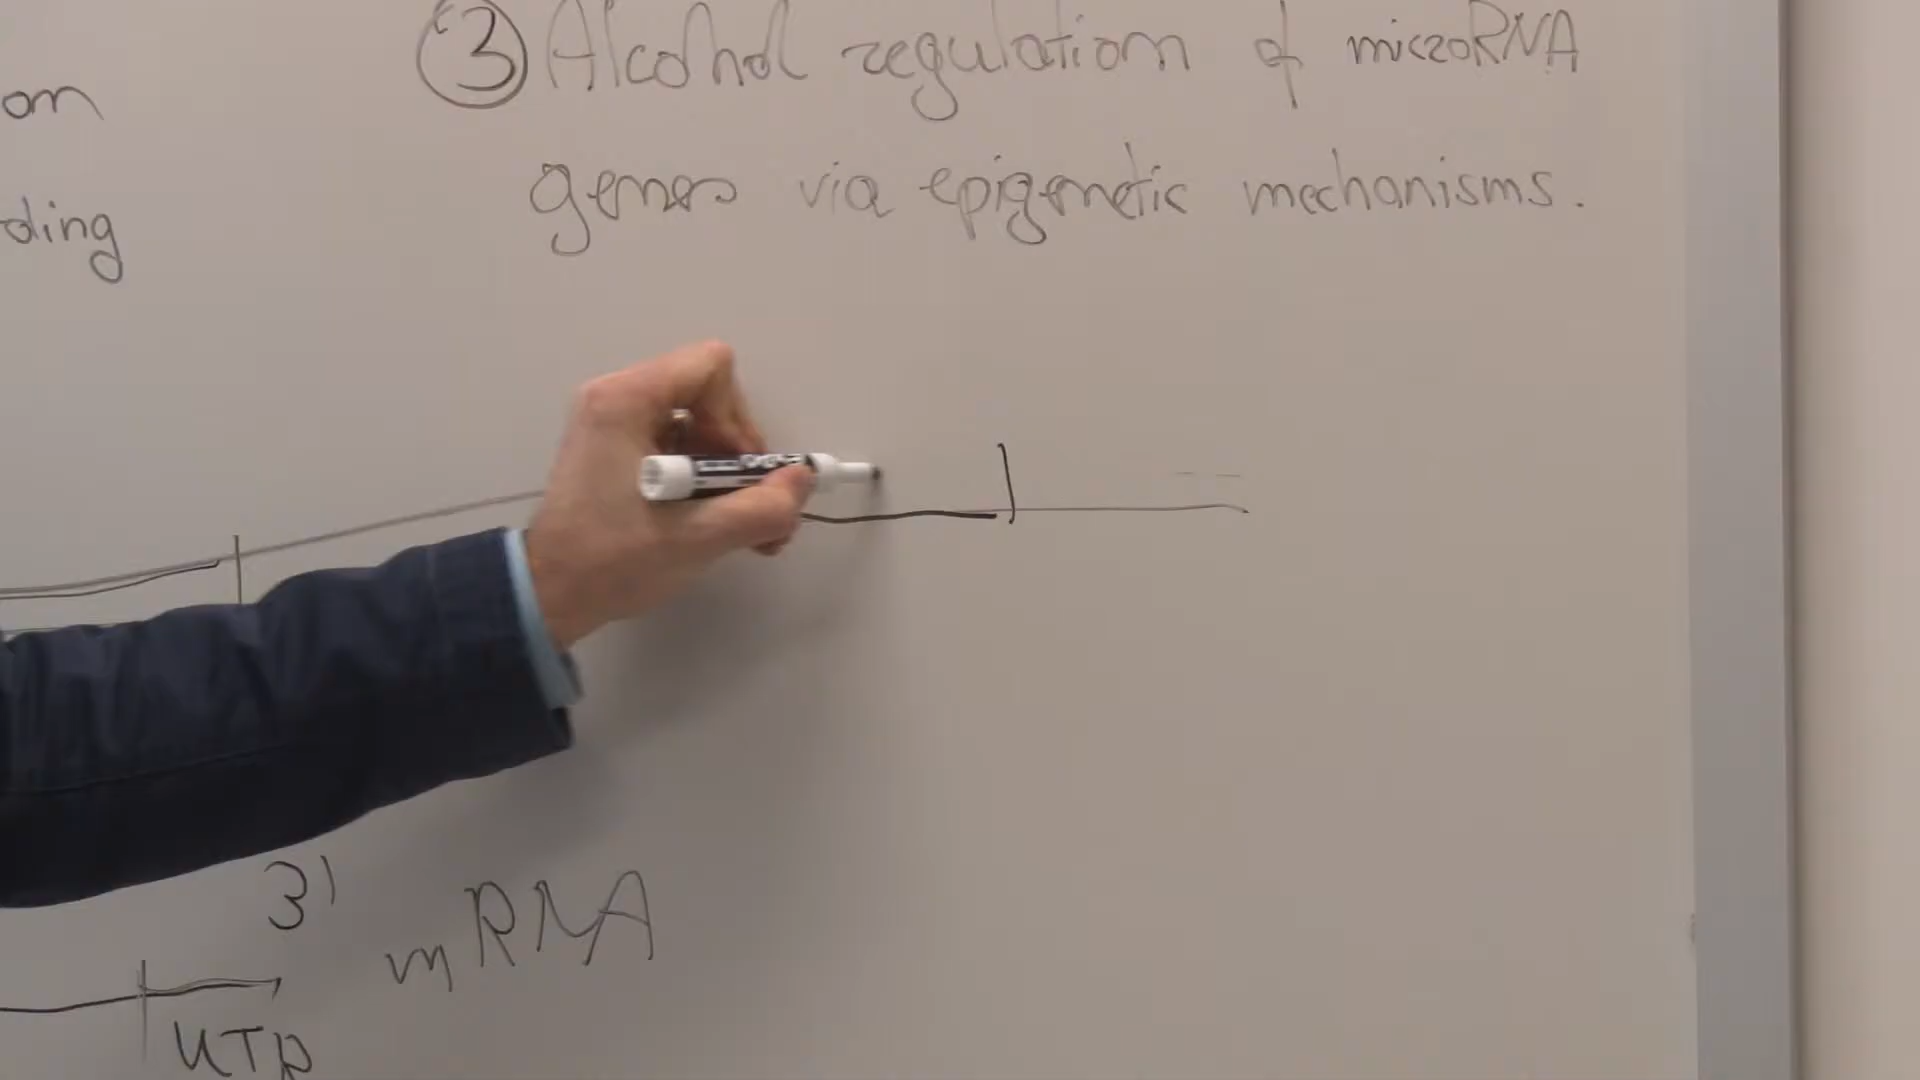 ③ Alcohol regulation of microRNA
om
genes via epigenetic mechanisms.
ding
3'
mRNA
UTR